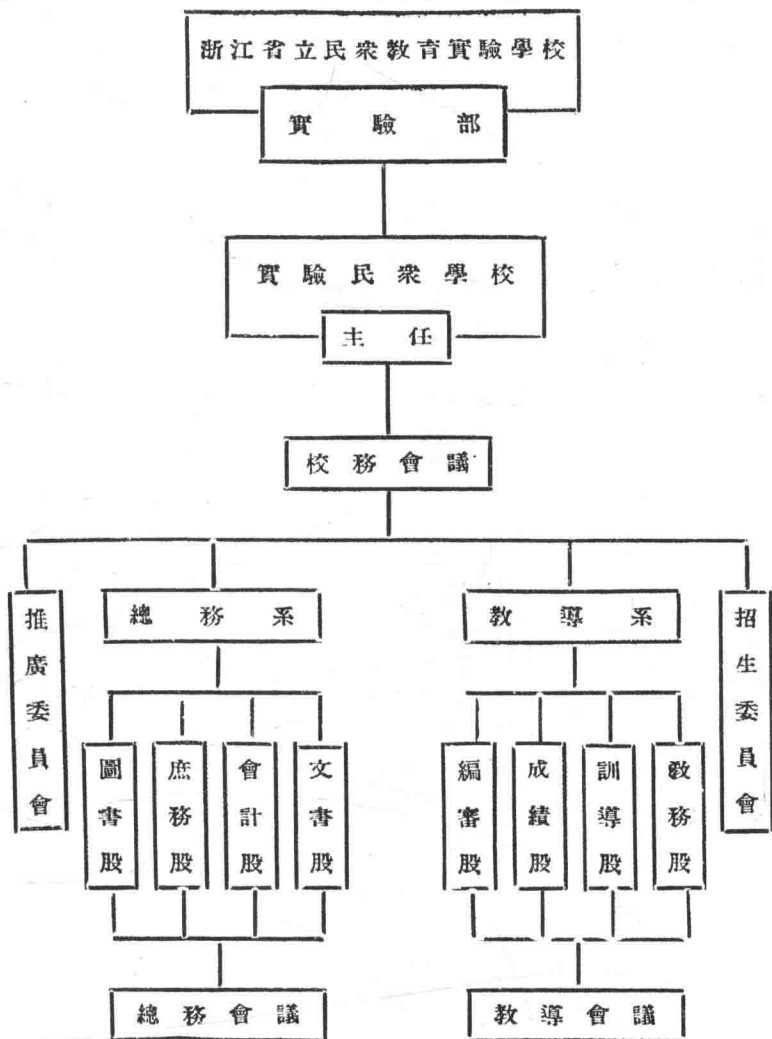 浙江省立民衆教育實驗學校
實驗部
實驗民衆學校
主任
校務會議
招生委員會
教導系
總務系
推廣委員會
教務股
訓導股
成績股
編審股
文書股
會計股
庶務股
圖書股
教導會議
總務會議